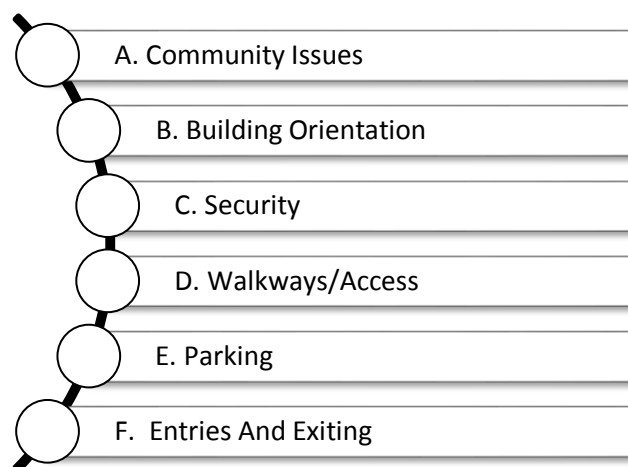 A. Community Issues
B. Building Orientation
C. Security
D. Walkways/Access
E. Parking
F. Entries And Exiting